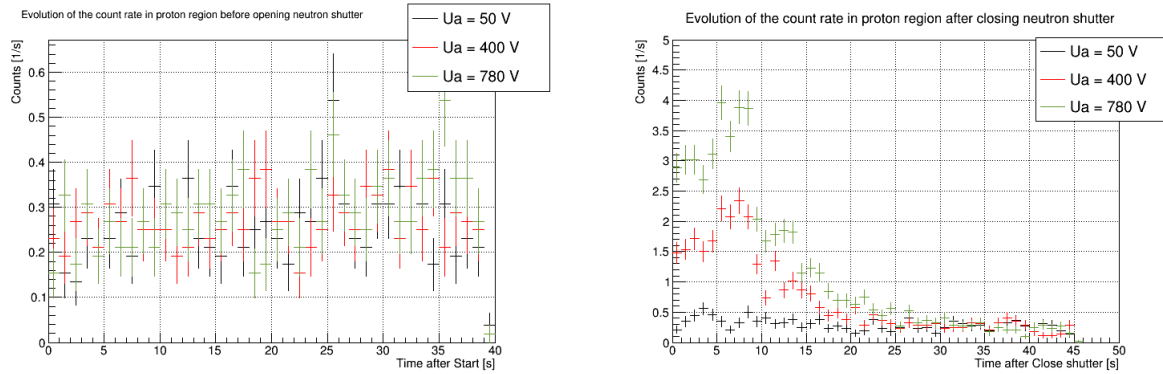 Evolution of the count rate in proton region before opening neutron shutter
Counts [1/s]
0.6
0.5
0.4
0.3
0.2
0.1
0
0 5 10 15 20 25 30 35 40
Time after Start [s]
Ua = 50 V
Ua = 400 V
Ua = 780 V
Evolution of the count rate in proton region after closing neutron shutter
Counts [1/s]
5
4.5
4
3.5
3
2.5
2
1.5
1
0.5
0
0 5 10 15 20 25 30 35 40 45 50
Time after Close shutter [s]
Ua = 50 V
Ua = 400 V
Ua = 780 V